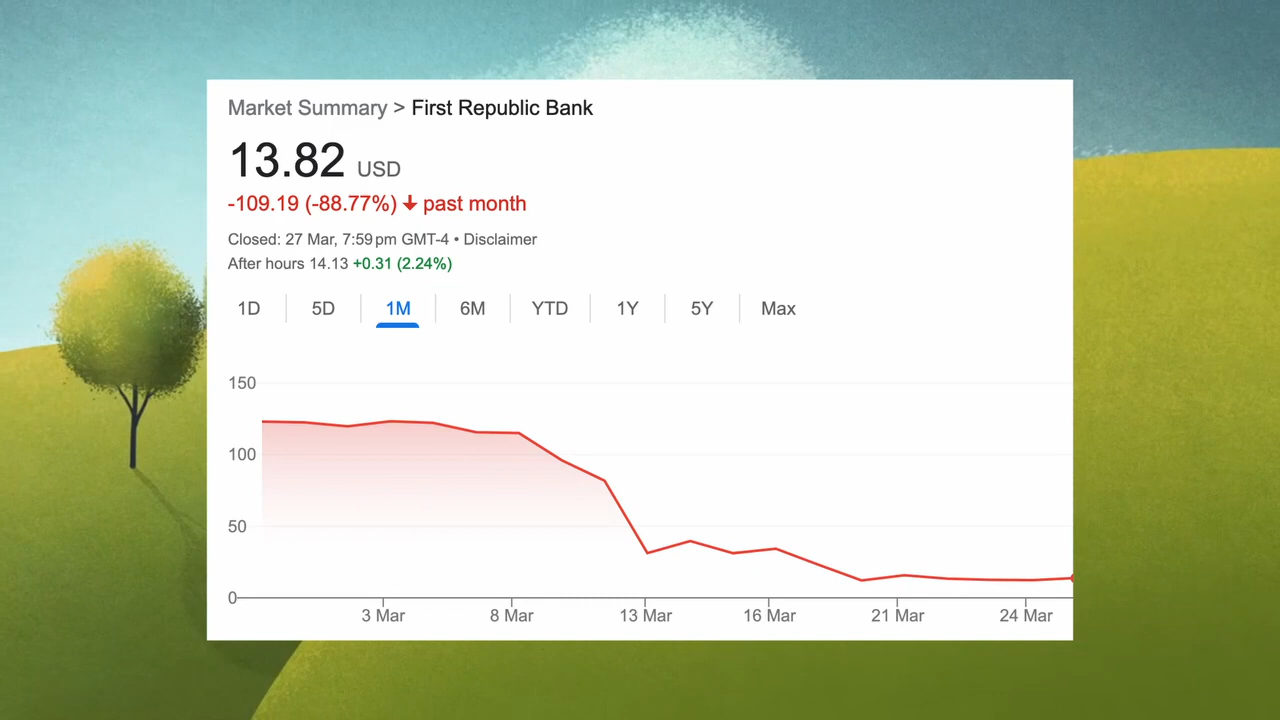 Market Summary > First Republic Bank
13.82 USD
-109.19 (-88.77%) ↓ past month
Closed: 27 Mar, 7:59 pm GMT-4 • Disclaimer
After hours 14.13 +0.31 (2.24%)
1D 5D 1M 6M YTD 1Y 5Y Max
150
100
50
0
3 Mar 8 Mar 13 Mar 16 Mar 21 Mar 24 Mar